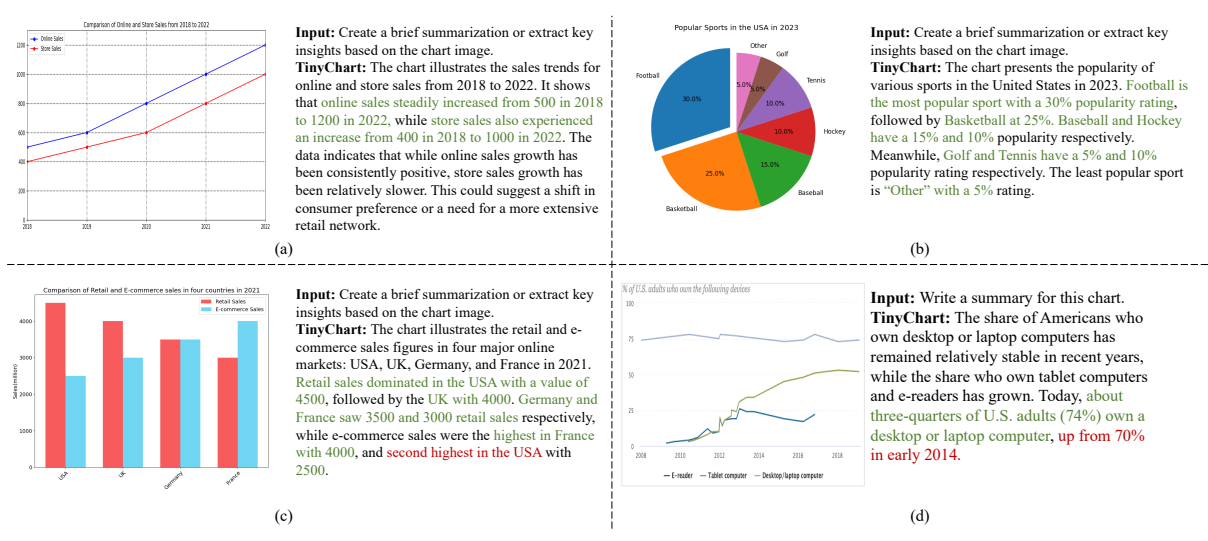 Comparison of Online and Store Sales from 2018 to 2022
Online Sales
Store Sales
1200
1000
800
600
400
200
0
2018
2019
2020
2021
2022
Input: Create a brief summarization or extract key
insights based on the chart image.
TinyChart: The chart illustrates the sales trends for
online and store sales from 2018 to 2022. It shows
that online sales steadily increased from 500 in 2018
to 1200 in 2022, while store sales also experienced
an increase from 400 in 2018 to 1000 in 2022. The
data indicates that while online sales growth has
been consistently positive, store sales growth has
been relatively slower. This could suggest a shift in
consumer preference or a need for a more extensive
retail network.
(a)
Popular Sports in the USA in 2023
Other
Golf
Football
Tennis
5.0%
5.0%
30.0%
10.0%
10.0%
Hockey
25.0%
15.0%
Baseball
Basketball
Input: Create a brief summarization or extract key
insights based on the chart image.
TinyChart: The chart presents the popularity of
various sports in the United States in 2023. Football is
the most popular sport with a 30% popularity rating,
followed by Basketball at 25%. Baseball and Hockey
have a 15% and 10% popularity respectively.
Meanwhile, Golf and Tennis have a 5% and 10%
popularity rating respectively. The least popular sport
is “Other” with a 5% rating.
(b)
Comparison of Retail and E-commerce sales in four countries in 2021
Retail Sales
E-commerce Sales
Sales(million)
4000
3000
2000
1000
0
USA
UK
Germany
France
Input: Create a brief summarization or extract key
insights based on the chart image.
TinyChart: The chart illustrates the retail and e-
commerce sales figures in four major online
markets: USA, UK, Germany, and France in 2021.
Retail sales dominated in the USA with a value of
4500, followed by the UK with 4000. Germany and
France saw 3500 and 3000 retail sales respectively,
while e-commerce sales were the highest in France
with 4000, and second highest in the USA with
2500.
(c)
% of U.S. adults who own the following devices
100
75
50
25
0
2008
2010
2012
2014
2016
2018
E-reader
Tablet computer
Desktop/laptop computer
Input: Write a summary for this chart.
TinyChart: The share of Americans who
own desktop or laptop computers has
remained relatively stable in recent years,
while the share who own tablet computers
and e-readers has grown. Today, about
three-quarters of U.S. adults (74%) own a
desktop or laptop computer, up from 70%
in early 2014.
(d)